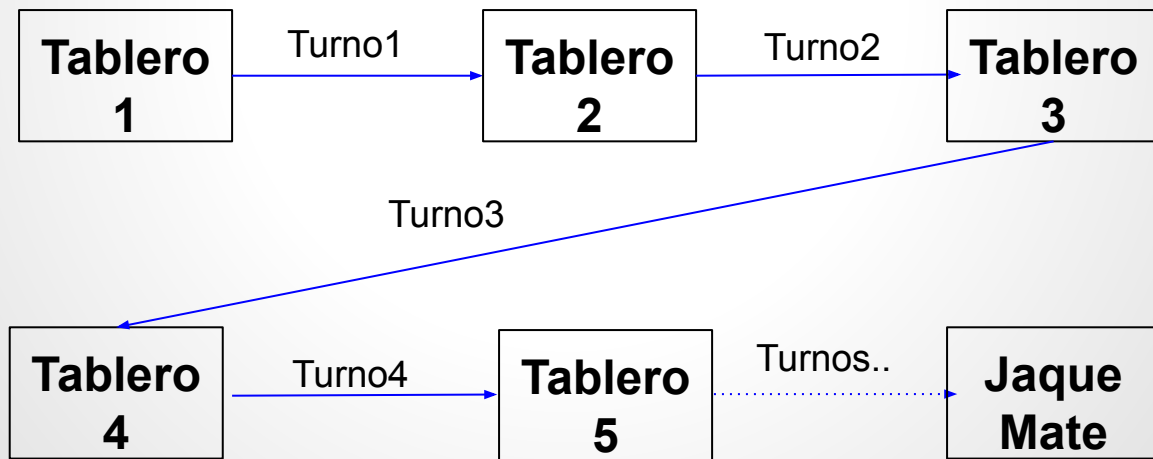 Tablero
1
Turno1
Tablero
2
Turno2
Tablero
3
Turno3
Tablero
4
Turno4
Tablero
5
Turnos..
Jaque
Mate